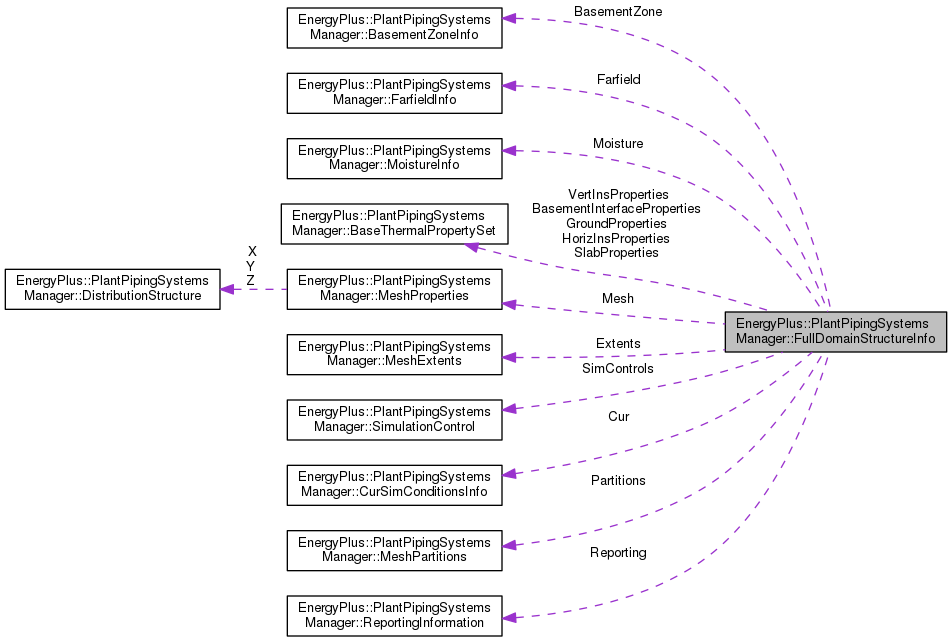 EnergyPlus::PlantPipingSystems
Manager::BasementZoneInfo
BasementZone
EnergyPlus::PlantPipingSystems
Manager::FarfieldInfo
Farfield
EnergyPlus::PlantPipingSystems
Manager::MoistureInfo
Moisture
EnergyPlus::PlantPipingSystems
Manager::BaseThermalPropertySet
VertInsProperties
BasementInterfaceProperties
GroundProperties
HorizInsProperties
SlabProperties
X
Y
Z
EnergyPlus::PlantPipingSystems
Manager::DistributionStructure
EnergyPlus::PlantPipingSystems
Manager::MeshProperties
Mesh
EnergyPlus::PlantPipingSystems
Manager::FullDomainStructureInfo
EnergyPlus::PlantPipingSystems
Manager::MeshExtents
Extents
SimControls
EnergyPlus::PlantPipingSystems
Manager::SimulationControl
Cur
EnergyPlus::PlantPipingSystems
Manager::CurSimConditionsInfo
Partitions
EnergyPlus::PlantPipingSystems
Manager::MeshPartitions
Reporting
EnergyPlus::PlantPipingSystems
Manager::ReportingInformation